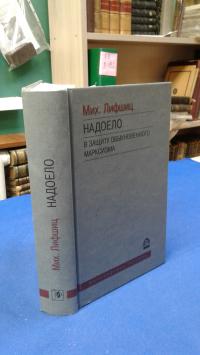 Мих. Лифшиц
НАДОЕЛО
В ЗАЩИТУ ОБЫКНОВЕННОГО
МАРКСИЗМА
Мих. Лифшиц НАДОЕЛО